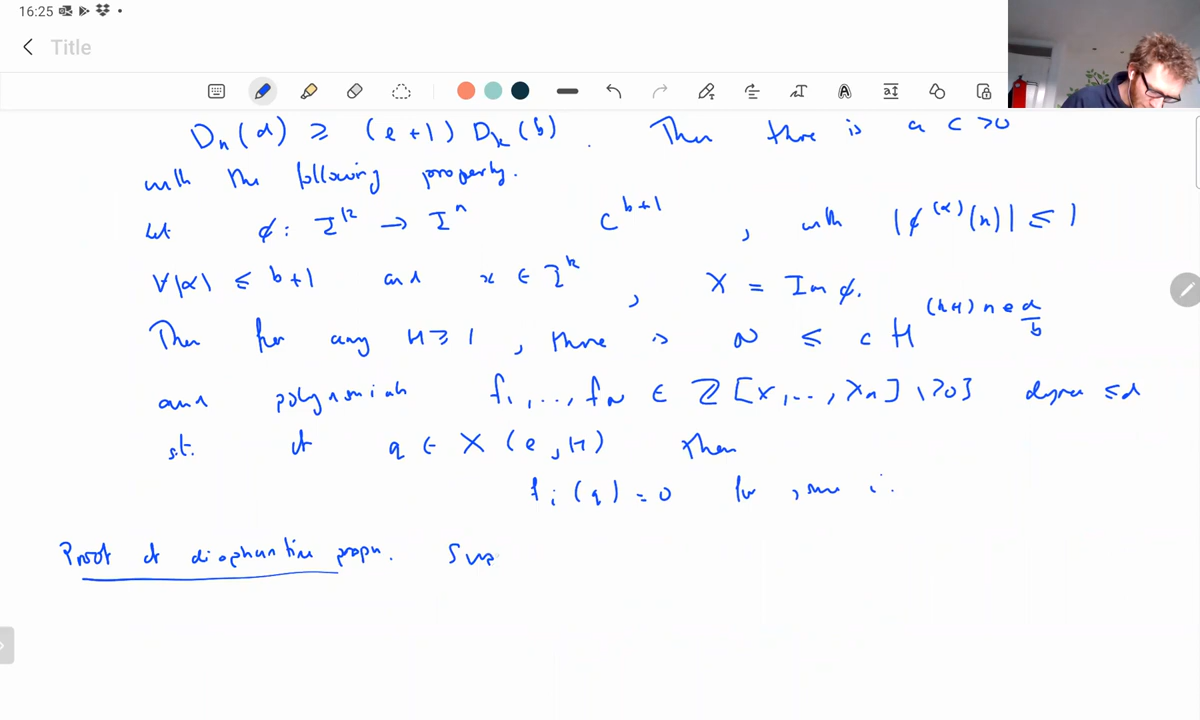 16:25
Title
D_n(d) ≥ (e+1) D_k(b). Then there is a c >0
with the following property.
Let φ: I^k → I^n C^{b+1}, with |φ^{(α)}(x)| ≤ 1
∀|α| ≤ b+1 and x ∈ I^k, X = Im φ.
Then for any H ≥ 1, there is N ≤ c H^{(k+1) n e d/b}
and polynomials f_1,..., f_N ∈ Z[X_1,..., X_n] \ {0} degree ≤d
s.t. if q ∈ X(e,H) then
f_i(q) = 0 for some i.
Proof of diophantine propn. Sup